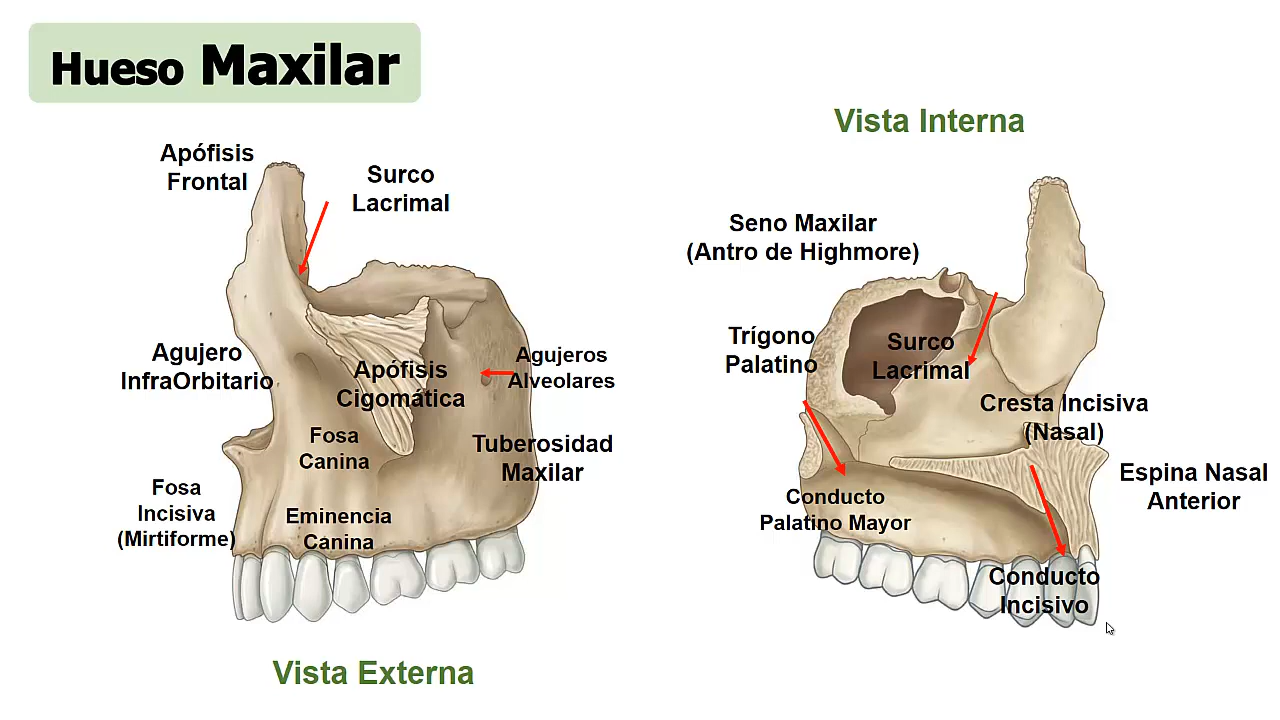 Hueso Maxilar
Vista Externa
Apófisis
Frontal
Surco
Lacrimal
Agujero
InfraOrbitario
Apófisis
Cigomática
Agujeros
Alveolares
Fosa
Canina
Tuberosidad
Maxilar
Fosa
Incisiva
(Mirtiforme)
Eminencia
Canina
Vista Interna
Seno Maxilar
(Antro de Highmore)
Trígono
Palatino
Surco
Lacrimal
Cresta Incisiva
(Nasal)
Espina Nasal
Anterior
Conducto
Palatino Mayor
Conducto
Incisivo